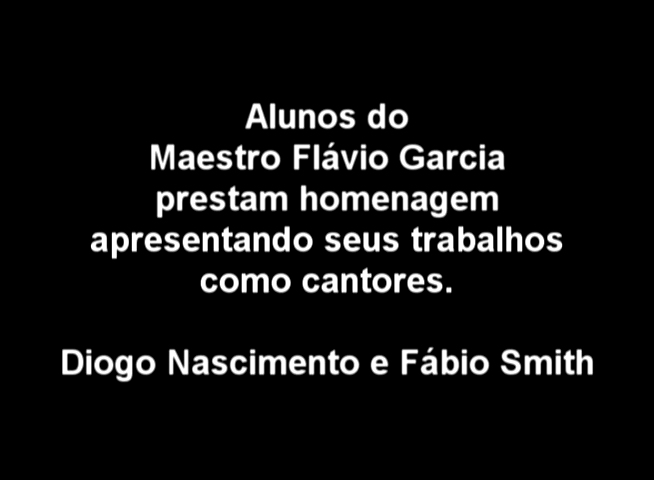 Alunos do
Maestro Flávio Garcia
prestam homenagem
apresentando seus trabalhos
como cantores.
Diogo Nascimento e Fábio Smith